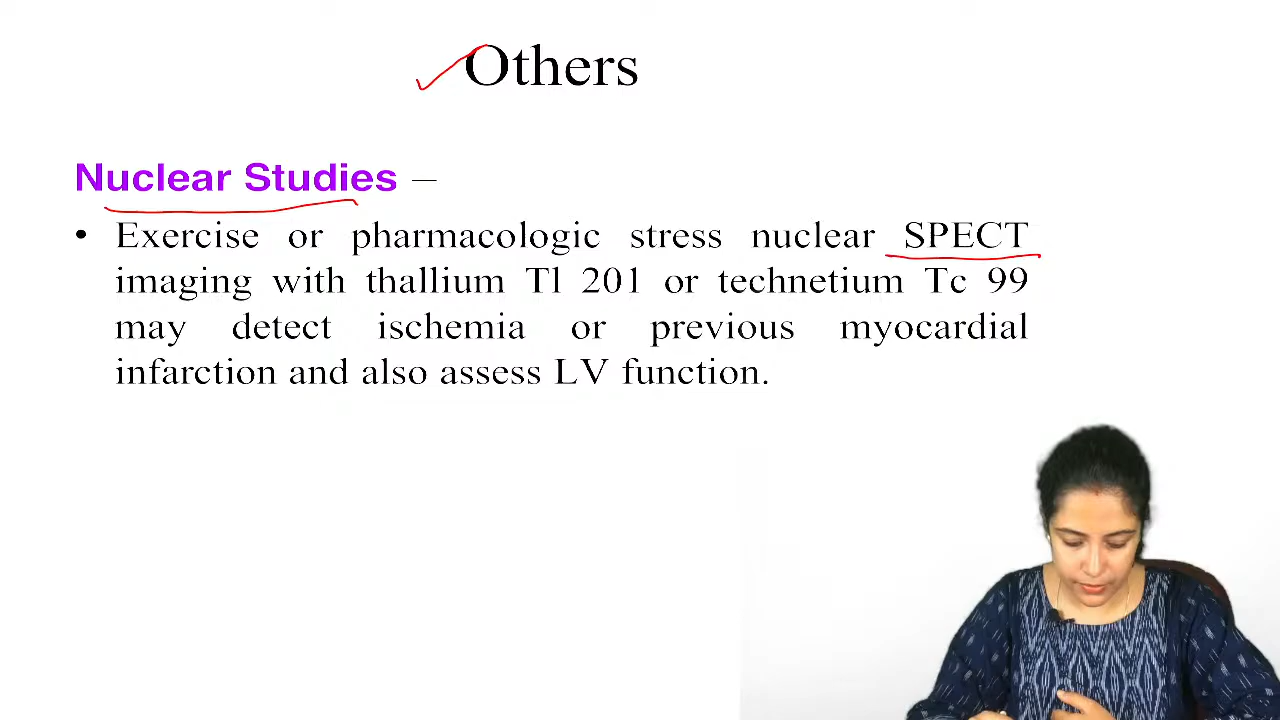 Others
Nuclear Studies –
• Exercise or pharmacologic stress nuclear SPECT
imaging with thallium Tl 201 or technetium Tc 99
may detect ischemia or previous myocardial
infarction and also assess LV function.